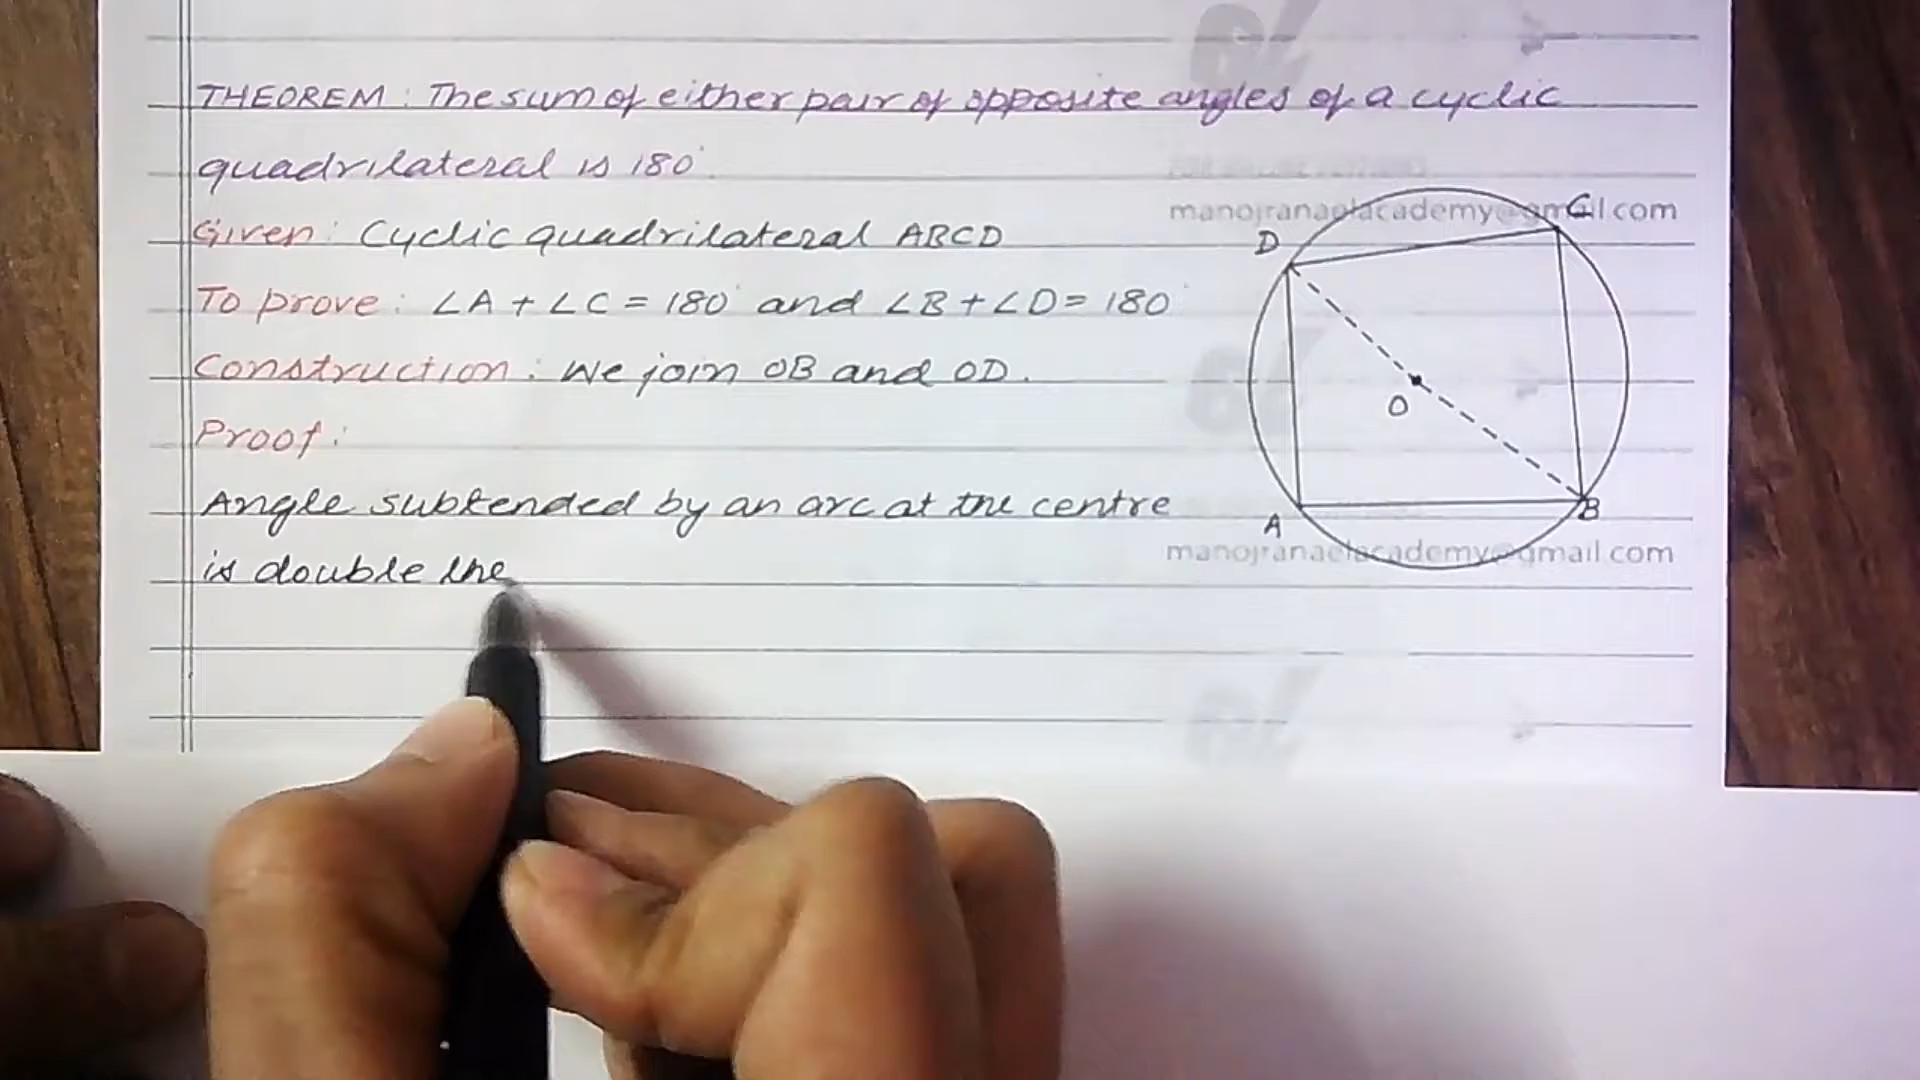 THEOREM : The sum of either pair of opposite angles of a cyclic
quadrilateral is 180°.
Given : Cyclic quadrilateral ABCD
To prove : ∠A + ∠C = 180° and ∠B + ∠D = 180°
Construction : We join OB and OD.
Proof :
Angle subtended by an arc at the centre
is double the
manojranaelacademy@gmail.com
D
C
O
A
B
manojranaelacademy@gmail.com